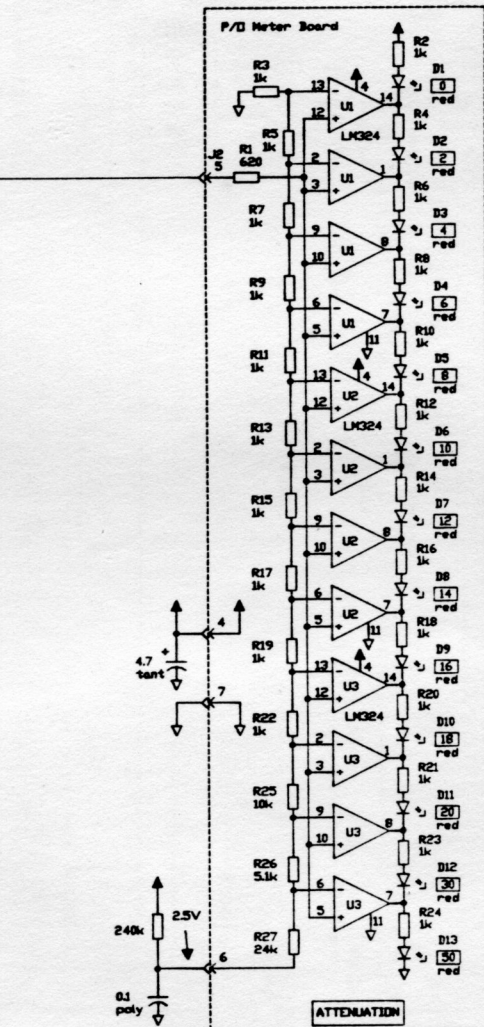 P/O Meter Board
R2
1k
R3
1k
D1
0
red
13
4
14
12
U1
LM324
R4
1k
R5
1k
J6
5
R1
620
D2
2
red
2
1
3
U1
R6
1k
R7
1k
D3
4
red
9
8
10
U1
R8
1k
R9
1k
D4
6
red
6
7
5
U1
11
R10
1k
R11
1k
D5
8
red
13
4
14
12
U2
LM324
R12
1k
R13
1k
D6
10
red
2
1
3
U2
R14
1k
R15
1k
D7
12
red
9
8
10
U2
R16
1k
R17
1k
D8
14
red
6
7
5
U2
11
R18
1k
4
4.7
tant
+
R19
1k
D9
16
red
13
4
14
12
U3
LM324
R20
1k
7
R22
1k
D10
18
red
2
1
3
U3
R21
1k
R25
10k
D11
20
red
9
8
10
U3
R23
1k
R26
5.1k
D12
30
red
6
7
5
U3
11
R24
1k
240k
2.5V
6
R27
24k
D13
50
red
0.1
poly
ATTENUATION